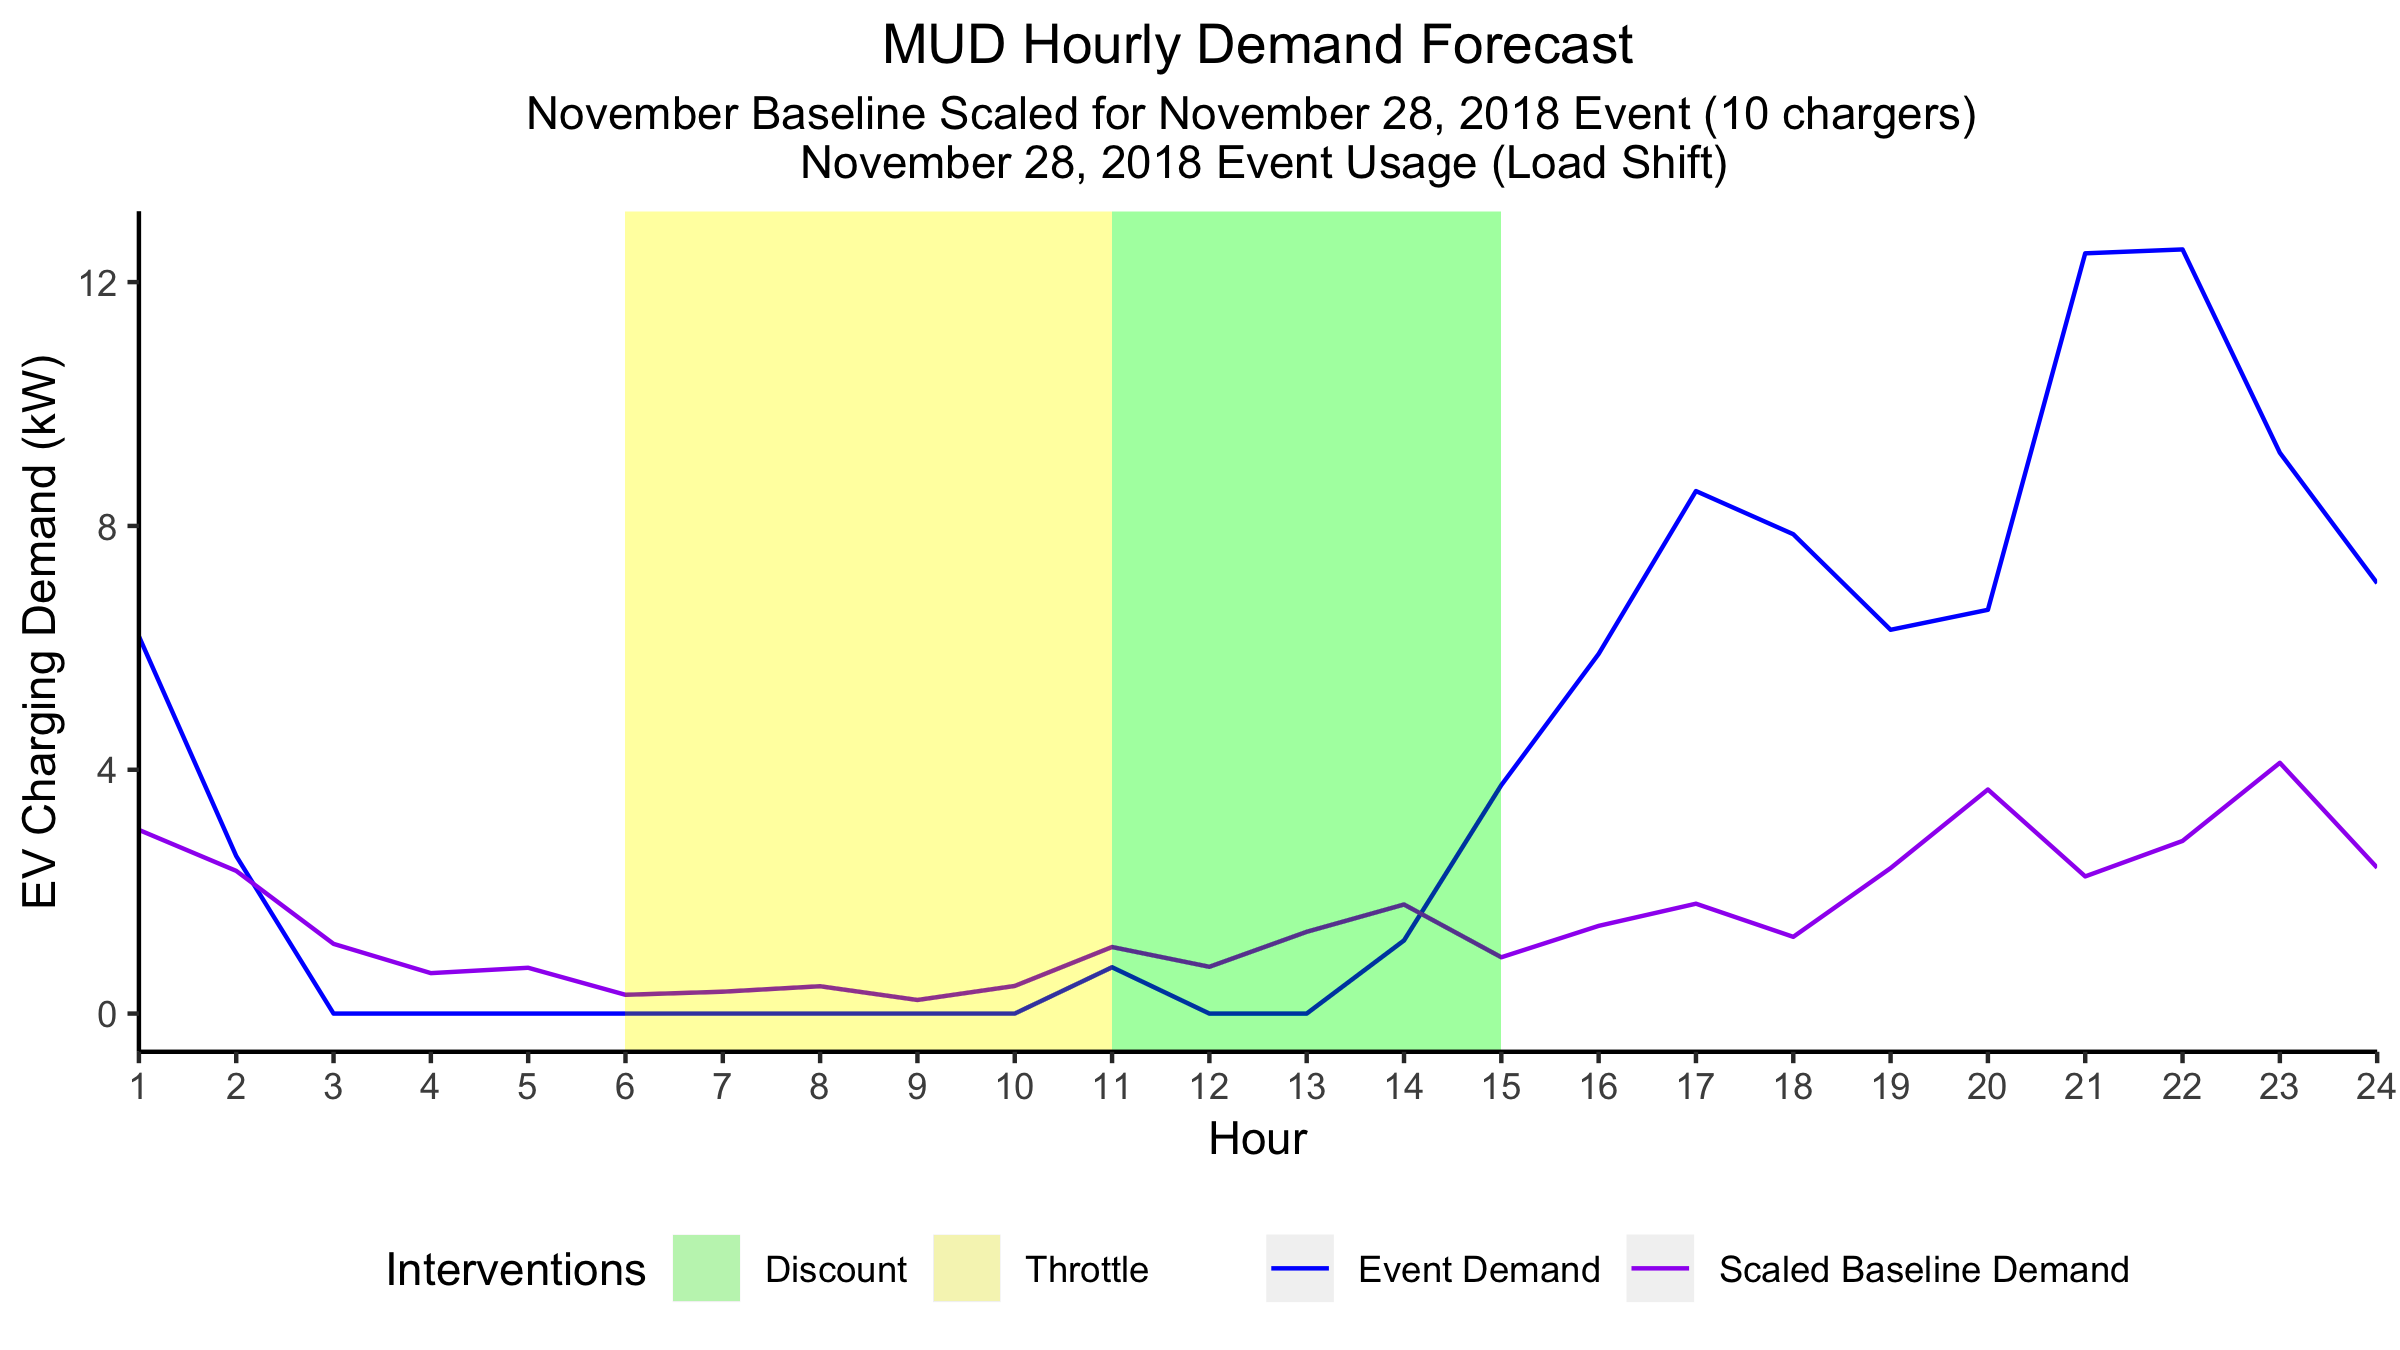 MUD Hourly Demand Forecast
November Baseline Scaled for November 28, 2018 Event (10 chargers)
November 28, 2018 Event Usage (Load Shift)
EV Charging Demand (kW)
12
8
4
0
1 2 3 4 5 6 7 8 9 10 11 12 13 14 15 16 17 18 19 20 21 22 23 24
Hour
Interventions Discount Throttle Event Demand Scaled Baseline Demand